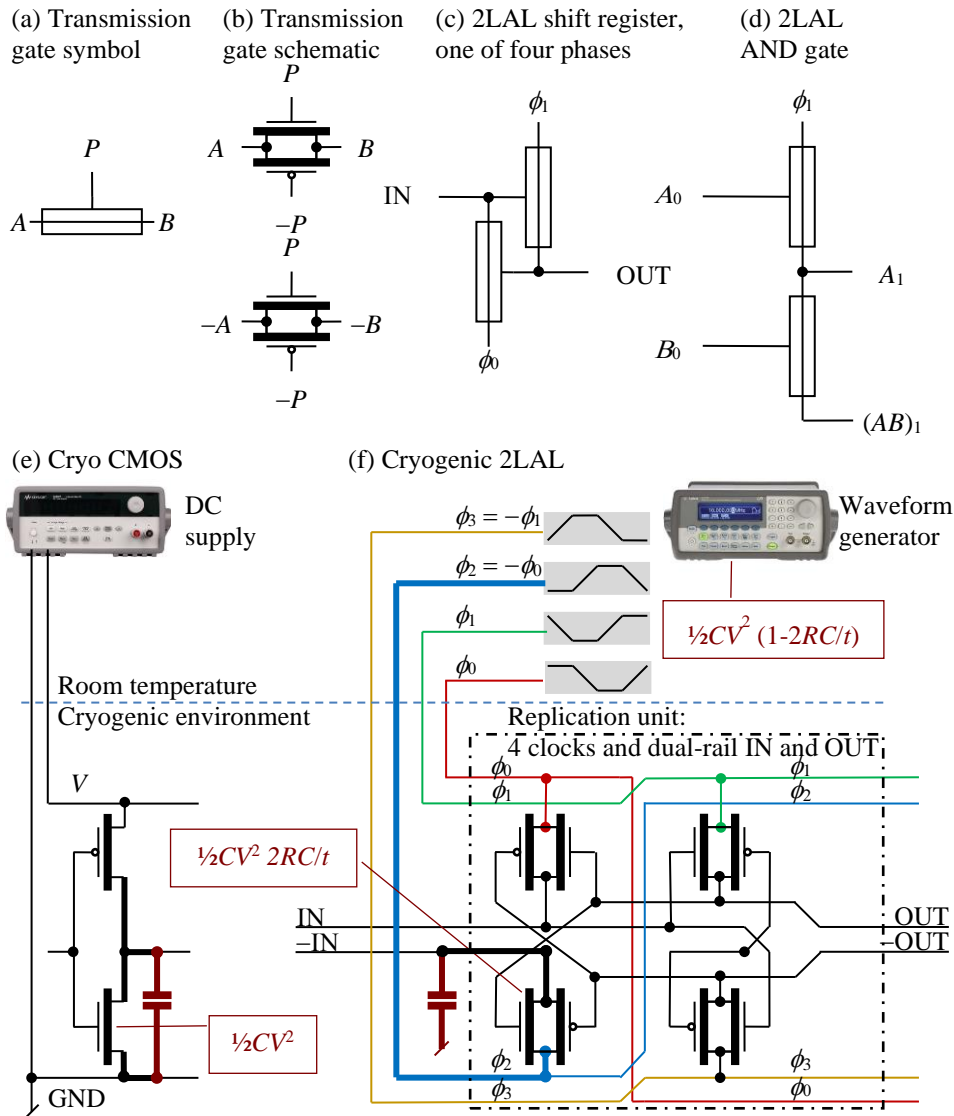 (a) Transmission
gate symbol
(b) Transmission
gate schematic
(c) 2LAL shift register,
one of four phases
(d) 2LAL
AND gate
P
A
B
P
A
B
−P
P
−A
−B
−P
ϕ1
IN
OUT
ϕ0
ϕ1
A0
A1
B0
(AB)1
(e) Cryo CMOS
DC
supply
(f) Cryogenic 2LAL
ϕ3 = −ϕ1
ϕ2 = −ϕ0
ϕ1
ϕ0
Waveform
generator
½CV² (1-2RC/t)
Room temperature
Cryogenic environment
Replication unit:
4 clocks and dual-rail IN and OUT
V
ϕ0
ϕ1
ϕ1
ϕ2
½CV² 2RC/t
IN
−IN
OUT
−OUT
½CV²
GND
ϕ2
ϕ3
ϕ3
ϕ0